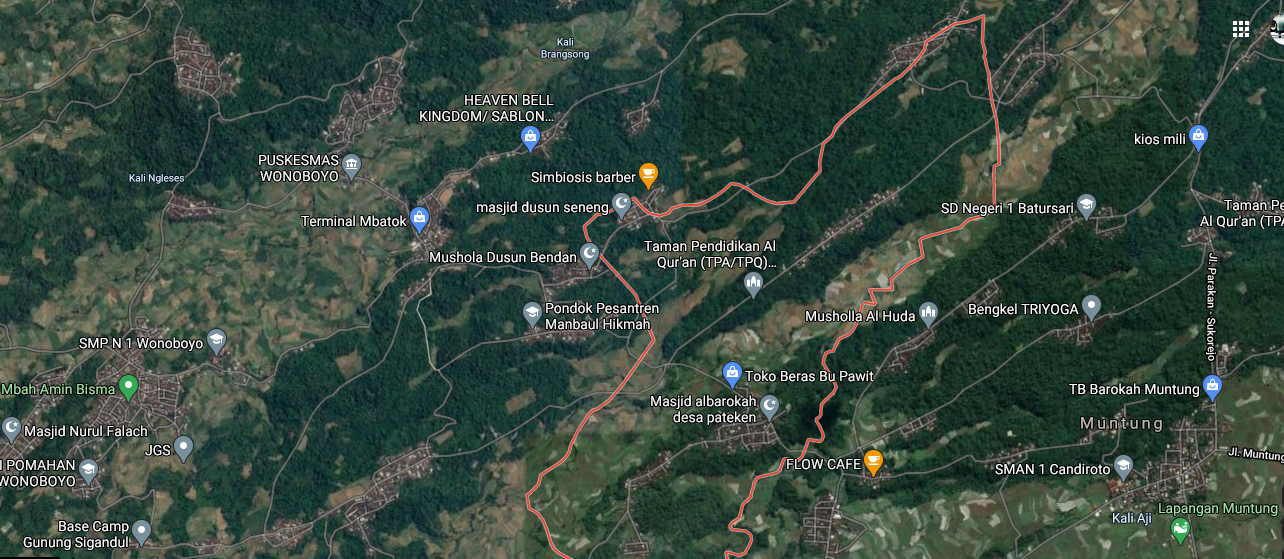 Kali
Brangsong
HEAVEN BELL
KINGDOM/ SABLON...
kios mili
PUSKESMAS
WONOBOYO
Kali Ngleses
Simbiosis barber
masjid dusun seneng
SD Negeri 1 Batursari
Taman Pe
Al Qur'an (TPA
Terminal Mbatok
Mushola Dusun Bendan
Taman Pendidikan Al
Qur'an (TPA/TPQ)...
Jl. Parakan - Sukorejo
Pondok Pesantren
Manbaul Hikmah
Musholla Al Huda
Bengkel TRIYOGA
SMP N 1 Wonoboyo
Mbah Amin Bisma
Toko Beras Bu Pawit
TB Barokah Muntung
Masjid albarokah
desa pateken
Muntung
Masjid Nurul Falach
JGS
I POMAHAN
WONOBOYO
FLOW CAFE
SMAN 1 Candiroto
Jl. Muntung
Base Camp
Gunung Sigandul
Kali Aji
Lapangan Muntung